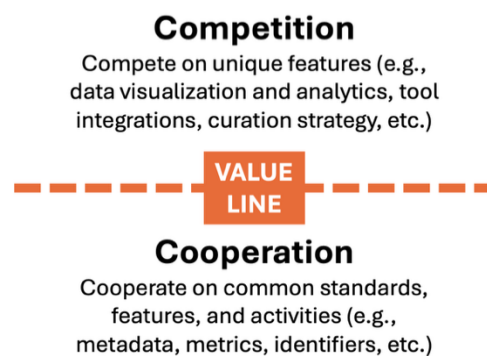 Competition
Compete on unique features (e.g.,
data visualization and analytics, tool
integrations, curation strategy, etc.)
VALUE
LINE
Cooperation
Cooperate on common standards,
features, and activities (e.g.,
metadata, metrics, identifiers, etc.)